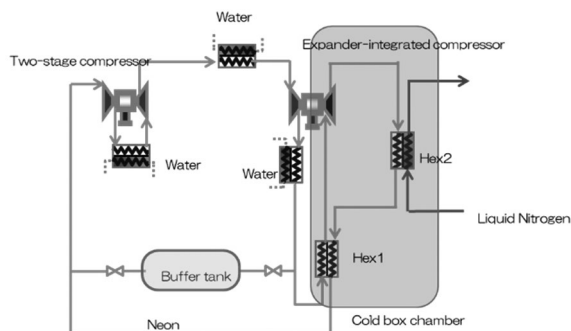 Water
Two-stage compressor
Expander-integrated compressor
Water
Water
Hex2
Liquid Nitrogen
Hex1
Buffer tank
Neon
Cold box chamber